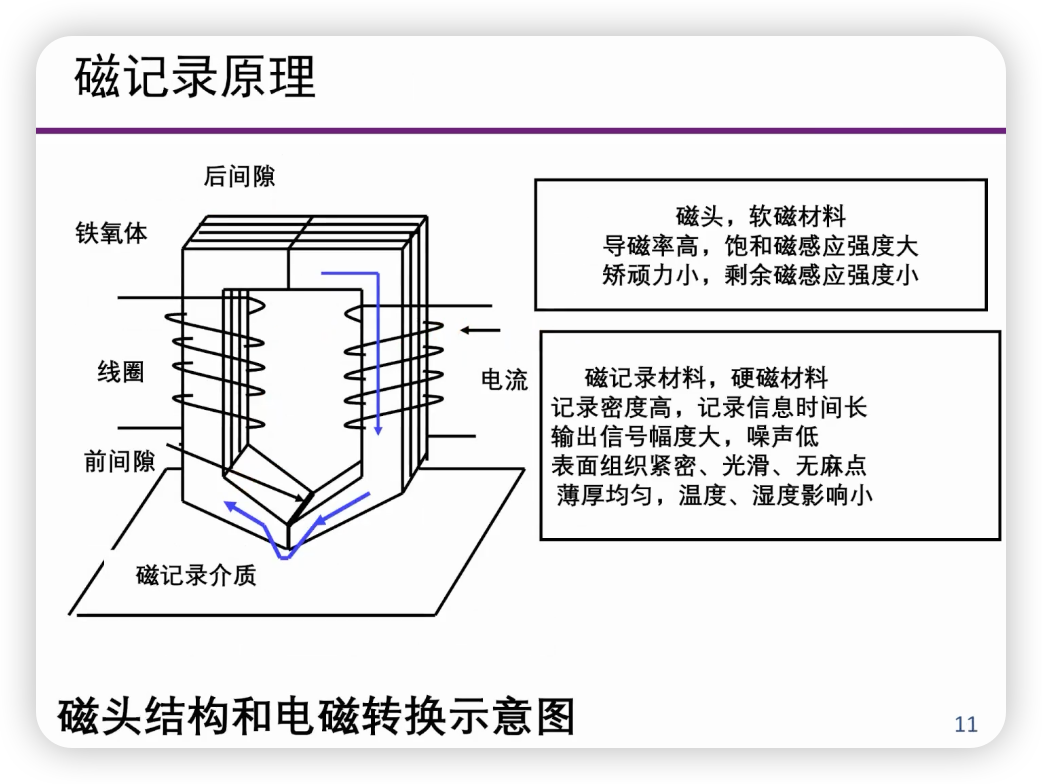 磁记录原理
后间隙
铁氧体
线圈
前间隙
电流
磁记录介质
磁头，软磁材料
导磁率高，饱和磁感应强度大
矫顽力小，剩余磁感应强度小
磁记录材料，硬磁材料
记录密度高，记录信息时间长
输出信号幅度大，噪声低
表面组织紧密、光滑、无麻点
薄厚均匀，温度、湿度影响小
磁头结构和电磁转换示意图
11